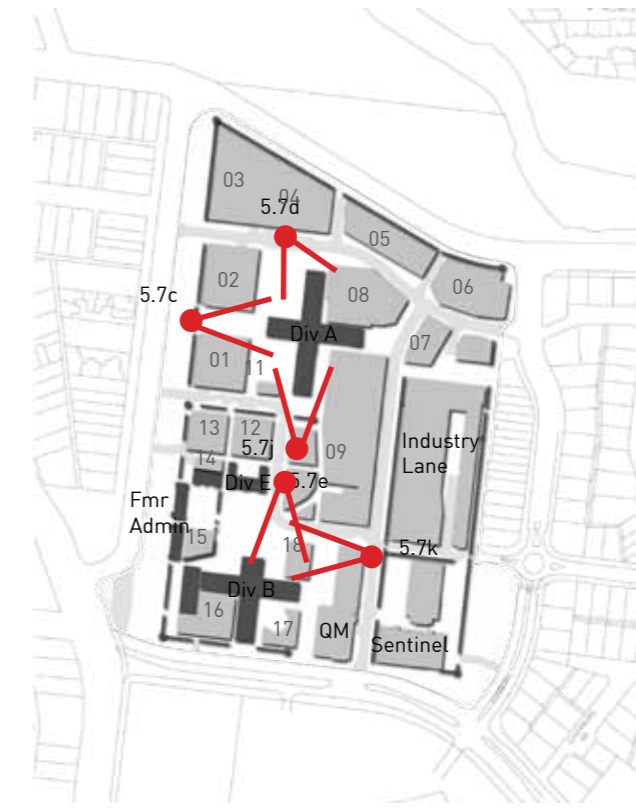 03
04
5.7d
05
02
06
5.7c
08
Div A
07
01
11
13
12
5.7j
09
Industry
Lane
14
Div E
5.7e
Fmr
Admin
15
18
5.7k
Div B
16
17
QM
Sentinel